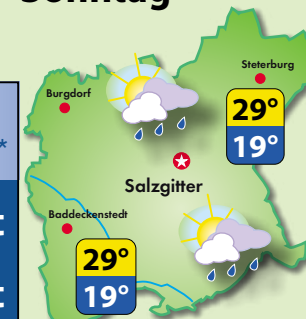 Sonntag
Steterburg
Burgdorf
29°
19°
*
Salzgitter
Baddeckenstedt
29°
19°